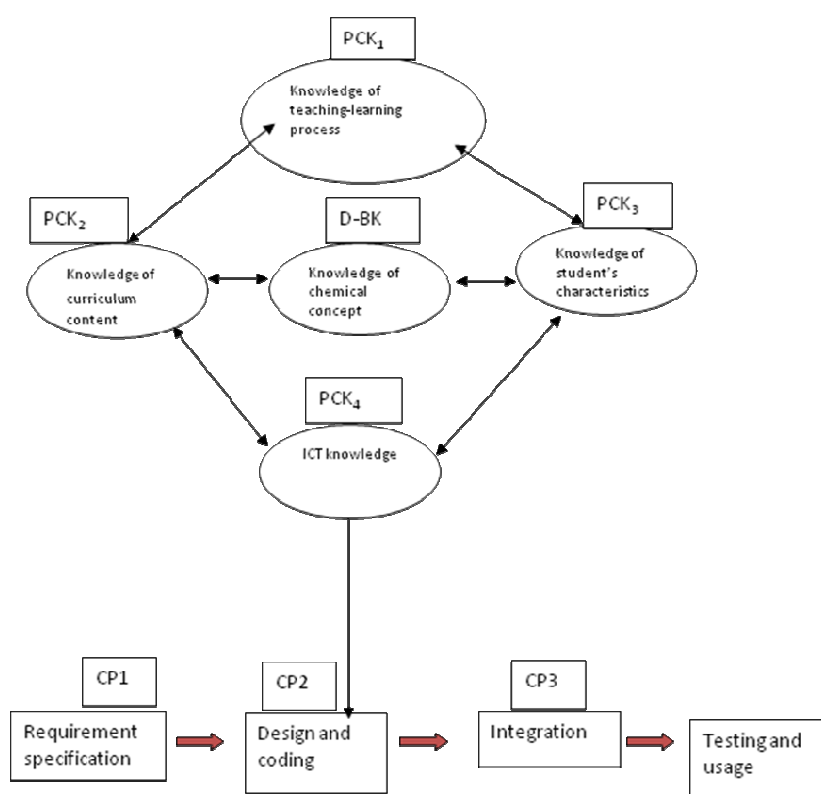 PCK₁
Knowledge of
teaching-learning
process
PCK₂
D-BK
PCK₃
Knowledge of
curriculum
content
Knowledge of
chemical
concept
Knowledge of
student's
characteristics
PCK₄
ICT knowledge
CP1
CP2
CP3
Requirement
specification
Design and
coding
Integration
Testing and
usage